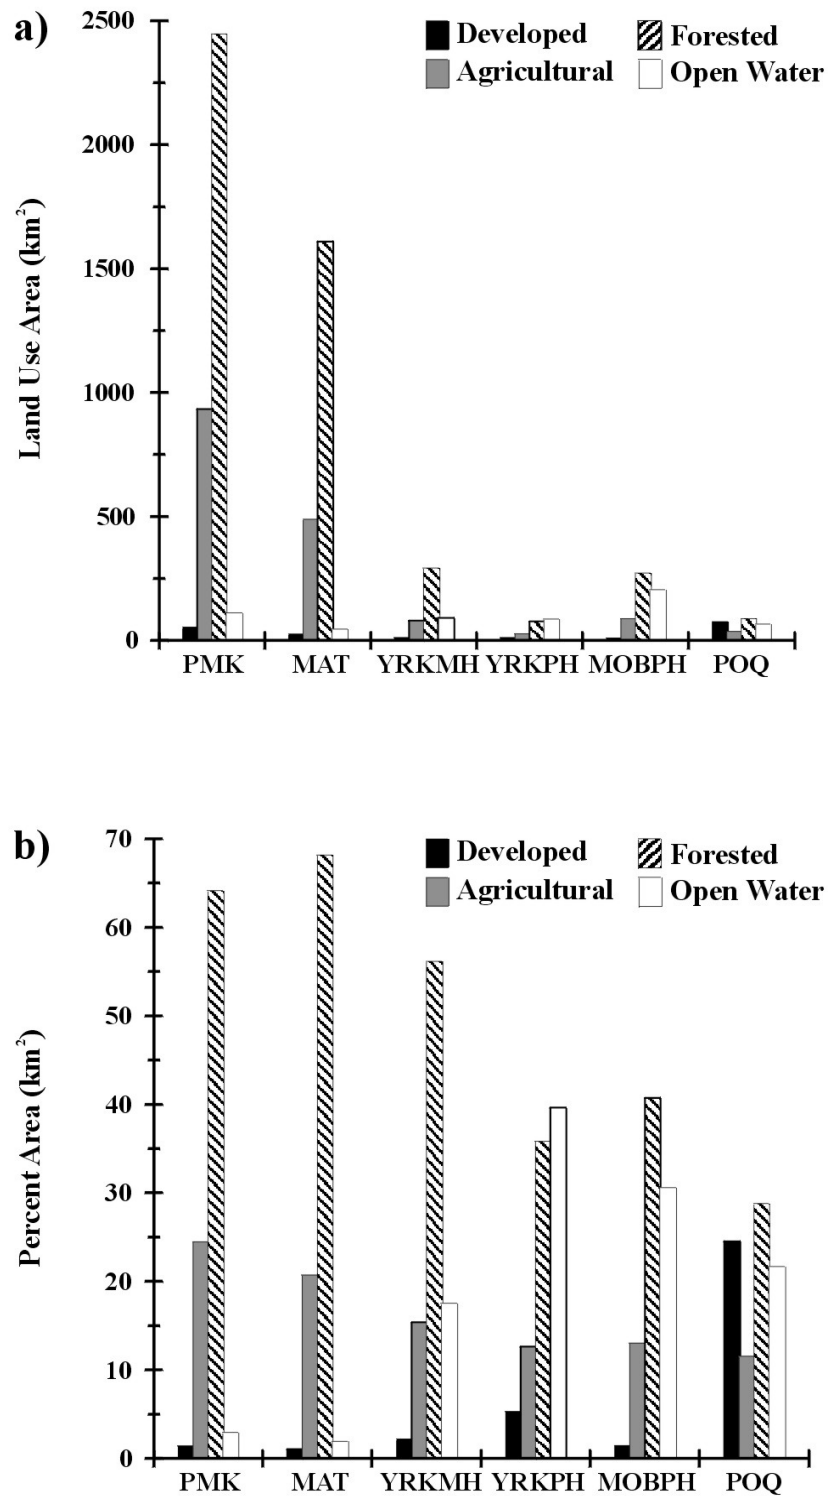 a)
Developed Forested
Agricultural Open Water
Land Use Area (km²)
2500
2000
1500
1000
500
0
PMK MAT YRKMH YRKPH MOBPH POQ
b)
Developed Forested
Agricultural Open Water
Percent Area (km²)
70
60
50
40
30
20
10
0
PMK MAT YRKMH YRKPH MOBPH POQ